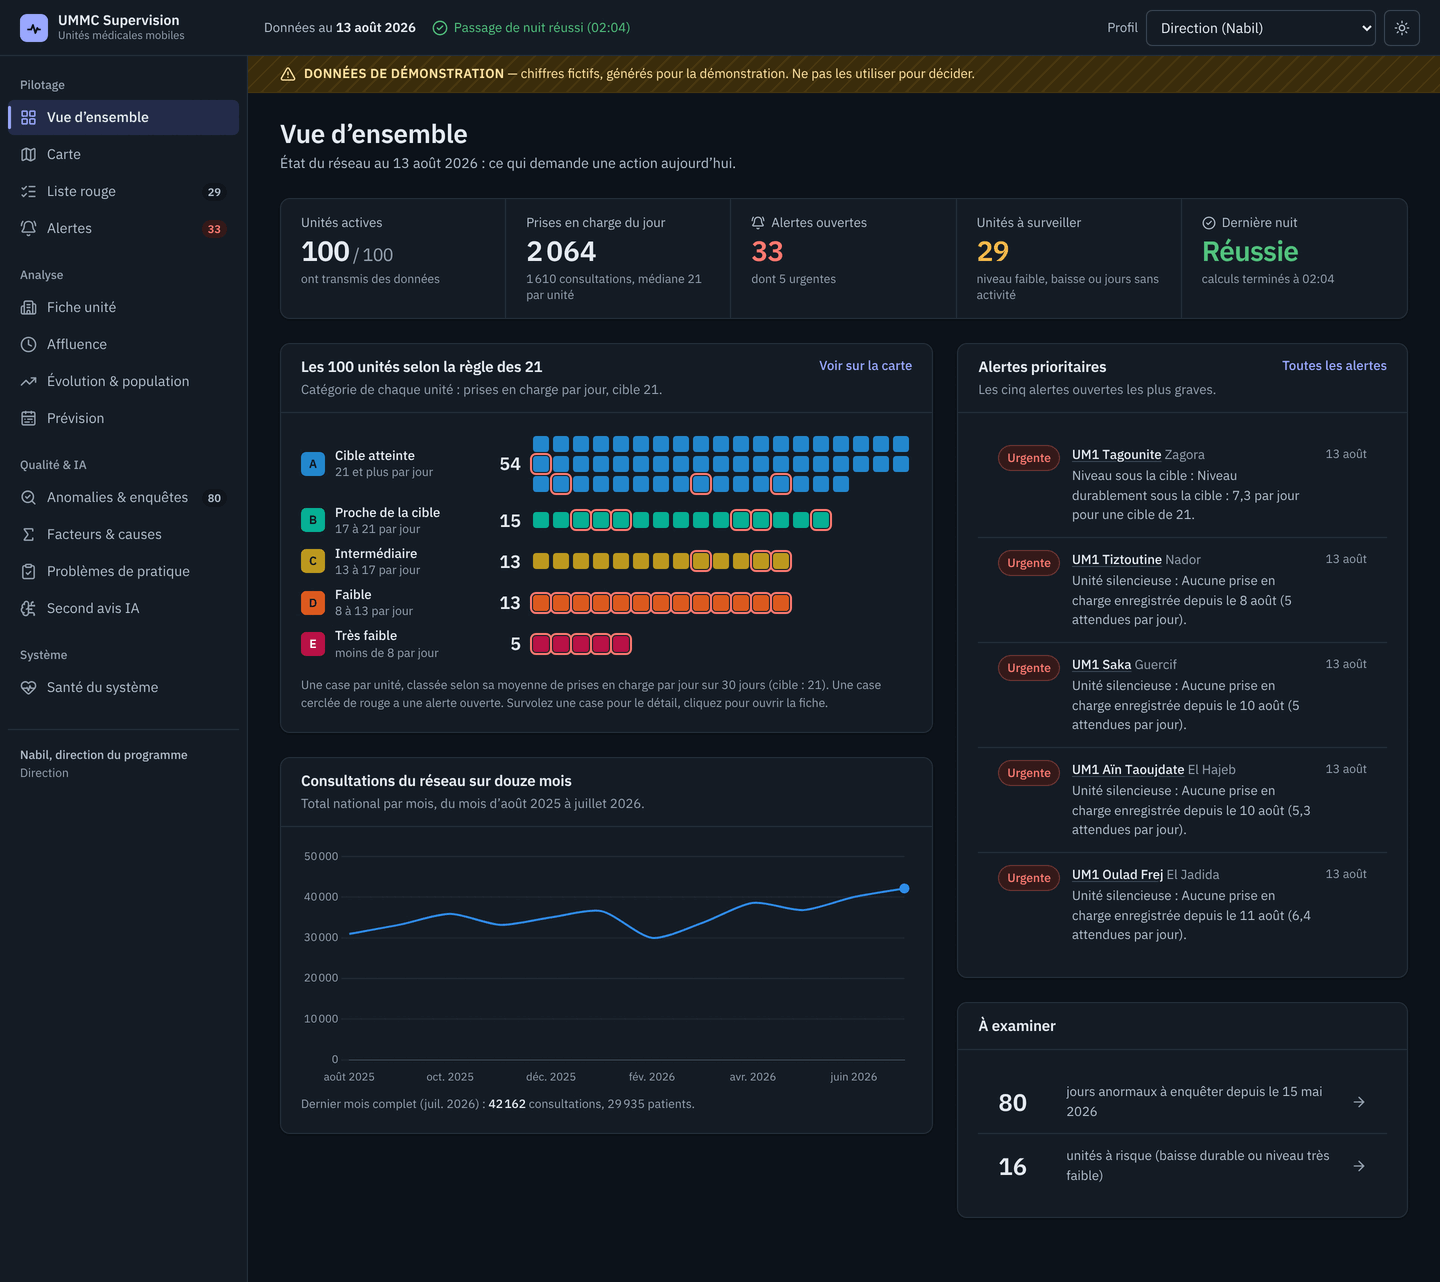 UMMC Supervision
Unités médicales mobiles
Données au 13 août 2026
Passage de nuit réussi (02:04)
Profil
Direction (Nabil)
DONNÉES DE DÉMONSTRATION — chiffres fictifs, générés pour la démonstration. Ne pas les utiliser pour décider.
Pilotage
Vue d’ensemble
Carte
Liste rouge 29
Alertes 33
Analyse
Fiche unité
Affluence
Évolution & population
Prévision
Qualité & IA
Anomalies & enquêtes 80
Facteurs & causes
Problèmes de pratique
Second avis IA
Système
Santé du système
Nabil, direction du programme
Direction
Vue d’ensemble
État du réseau au 13 août 2026 : ce qui demande une action aujourd’hui.
Unités actives
100 / 100
ont transmis des données
Prises en charge du jour
2 064
1 610 consultations, médiane 21
par unité
Alertes ouvertes
33
dont 5 urgentes
Unités à surveiller
29
niveau faible, baisse ou jours sans
activité
Dernière nuit
Réussie
calculs terminés à 02:04
Les 100 unités selon la règle des 21
Voir sur la carte
Catégorie de chaque unité : prises en charge par jour, cible 21.
A
Cible atteinte
21 et plus par jour
54
B
Proche de la cible
17 à 21 par jour
15
C
Intermédiaire
13 à 17 par jour
13
D
Faible
8 à 13 par jour
13
E
Très faible
moins de 8 par jour
5
Une case par unité, classée selon sa moyenne de prises en charge par jour sur 30 jours (cible : 21). Une case
cerclée de rouge a une alerte ouverte. Survolez une case pour le détail, cliquez pour ouvrir la fiche.
Consultations du réseau sur douze mois
Total national par mois, du mois d’août 2025 à juillet 2026.
50 000
40 000
30 000
20 000
10 000
0
août 2025
oct. 2025
déc. 2025
fév. 2026
avr. 2026
juin 2026
Dernier mois complet (juil. 2026) : 42 162 consultations, 29 935 patients.
Alertes prioritaires
Toutes les alertes
Les cinq alertes ouvertes les plus graves.
Urgente
UM1 Tagounite Zagora
13 août
Niveau sous la cible : Niveau
durablement sous la cible : 7,3 par jour
pour une cible de 21.
Urgente
UM1 Tiztoutine Nador
13 août
Unité silencieuse : Aucune prise en
charge enregistrée depuis le 8 août (5
attendues par jour).
Urgente
UM1 Saka Guercif
13 août
Unité silencieuse : Aucune prise en
charge enregistrée depuis le 10 août (5
attendues par jour).
Urgente
UM1 Aïn Taoujdate El Hajeb
13 août
Unité silencieuse : Aucune prise en
charge enregistrée depuis le 10 août (5,3
attendues par jour).
Urgente
UM1 Oulad Frej El Jadida
13 août
Unité silencieuse : Aucune prise en
charge enregistrée depuis le 11 août (6,4
attendues par jour).
À examiner
80
jours anormaux à enquêter depuis le 15 mai
2026
16
unités à risque (baisse durable ou niveau très
faible)